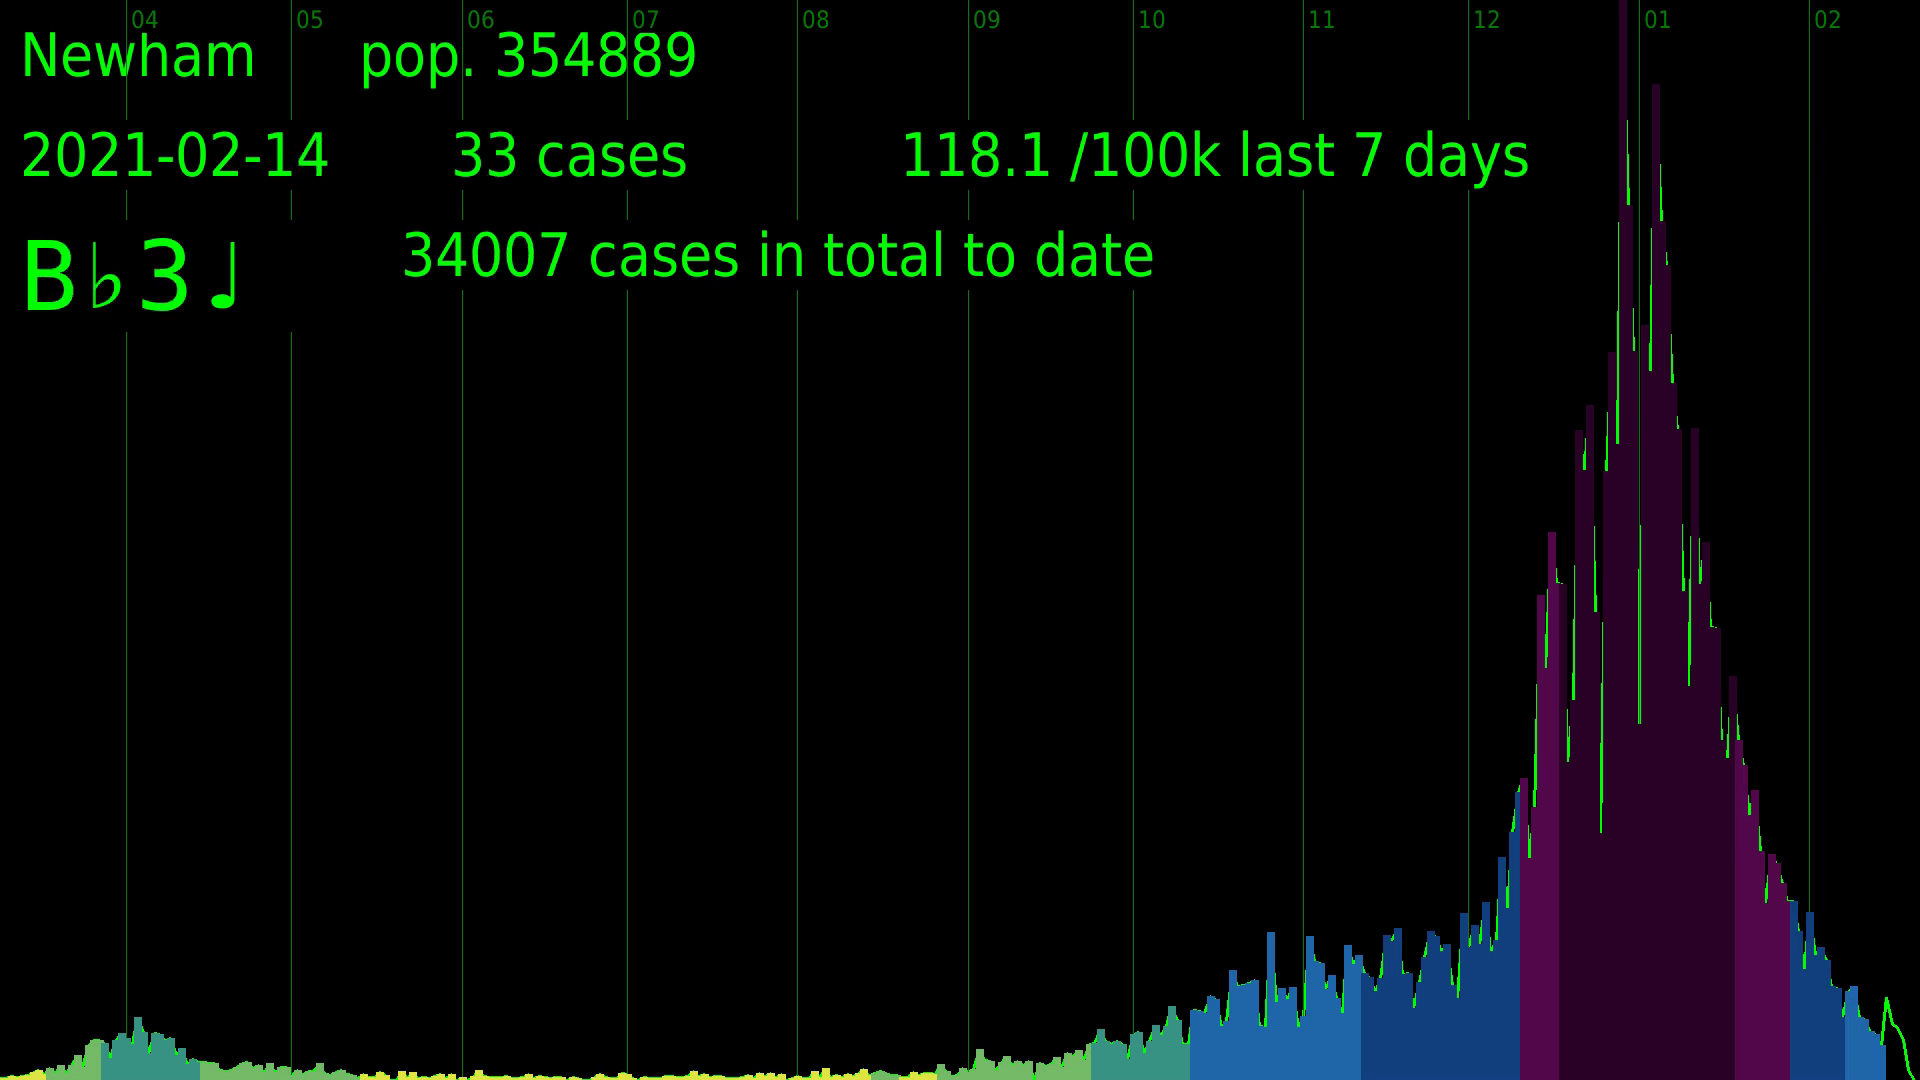 04 05 06 07 08 09 10 11 12 01 02
Newham pop. 354889
2021-02-14 33 cases 118.1 /100k last 7 days
B♭3♩ 34007 cases in total to date